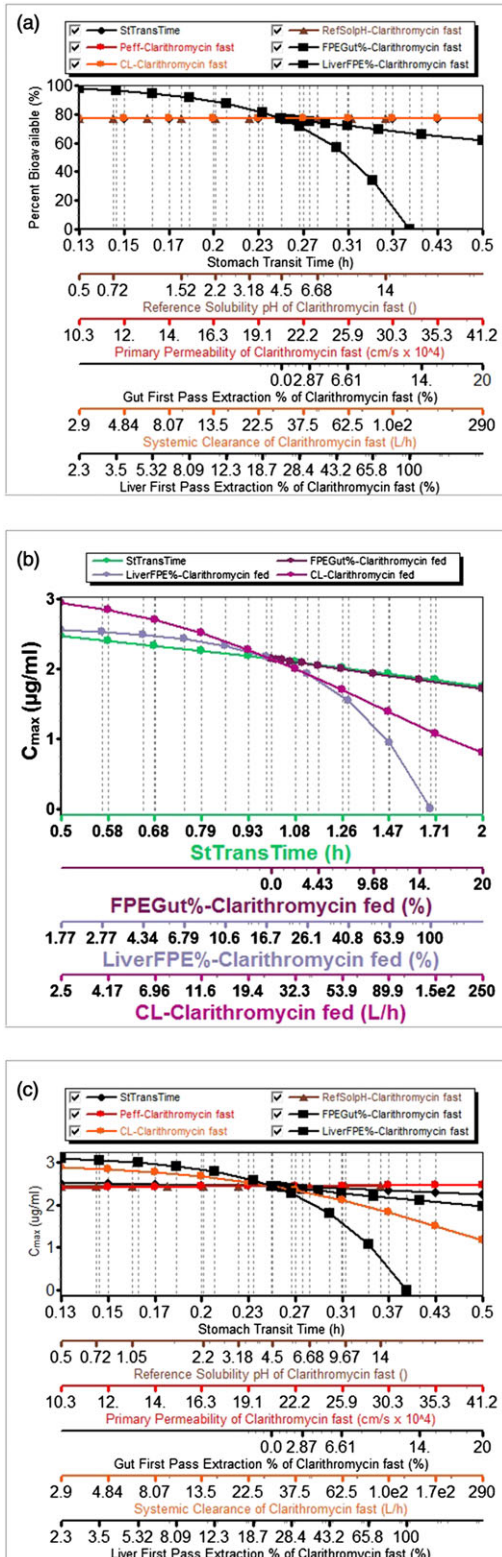 (a)
StTransTime RefSolpH-Clarithromycin fast
Peff-Clarithromycin fast FPEGut%-Clarithromycin fast
CL-Clarithromycin fast LiverFPE%-Clarithromycin fast
Percent Bioavailable (%)
100
80
60
40
20
0
0.13 0.15 0.17 0.2 0.23 0.27 0.31 0.37 0.43 0.5
Stomach Transit Time (h)
0.5 0.72 1.52 2.2 3.18 4.5 6.68 14
Reference Solubility pH of Clarithromycin fast ()
10.3 12. 14. 16.3 19.1 22.2 25.9 30.3 35.3 41.2
Primary Permeability of Clarithromycin fast (cm/s x 10^4)
0.0 2.87 6.61 14. 20
Gut First Pass Extraction % of Clarithromycin fast (%)
2.9 4.84 8.07 13.5 22.5 37.5 62.5 1.0e2 290
Systemic Clearance of Clarithromycin fast (L/h)
2.3 3.5 5.32 8.09 12.3 18.7 28.4 43.2 65.8 100
Liver First Pass Extraction % of Clarithromycin fast (%)
(b)
StTransTime FPEGut%-Clarithromycin fed
LiverFPE%-Clarithromycin fed CL-Clarithromycin fed
Cmax (µg/ml)
3
2
1
0
0.5 0.58 0.68 0.79 0.93 1.08 1.26 1.47 1.71 2
StTransTime (h)
0.0 4.43 9.68 14. 20
FPEGut%-Clarithromycin fed (%)
1.77 2.77 4.34 6.79 10.6 16.7 26.1 40.8 63.9 100
LiverFPE%-Clarithromycin fed (%)
2.5 4.17 6.96 11.6 19.4 32.3 53.9 89.9 1.5e2 250
CL-Clarithromycin fed (L/h)
(c)
StTransTime RefSolpH-Clarithromycin fast
Peff-Clarithromycin fast FPEGut%-Clarithromycin fast
CL-Clarithromycin fast LiverFPE%-Clarithromycin fast
Cmax (µg/ml)
3
2
1
0
0.13 0.15 0.17 0.2 0.23 0.27 0.31 0.37 0.43 0.5
Stomach Transit Time (h)
0.5 0.72 1.05 2.2 3.18 4.5 6.68 9.67 14
Reference Solubility pH of Clarithromycin fast ()
10.3 12. 14. 16.3 19.1 22.2 25.9 30.3 35.3 41.2
Primary Permeability of Clarithromycin fast (cm/s x 10^4)
0.0 2.87 6.61 14. 20
Gut First Pass Extraction % of Clarithromycin fast (%)
2.9 4.84 8.07 13.5 22.5 37.5 62.5 1.0e2 1.7e2 290
Systemic Clearance of Clarithromycin fast (L/h)
2.3 3.5 5.32 8.09 12.3 18.7 28.4 43.2 65.8 100
Liver First Pass Extraction % of Clarithromycin fast (%)